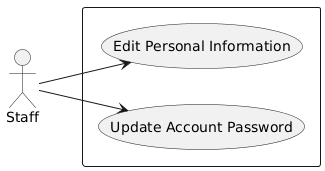 Edit Personal Information
Staff
Update Account Password